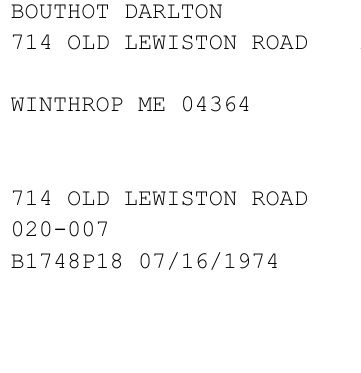 BOUTHOT DARLTON
714 OLD LEWISTON ROAD
WINTHROP ME 04364
714 OLD LEWISTON ROAD
020-007
B1748P18 07/16/1974